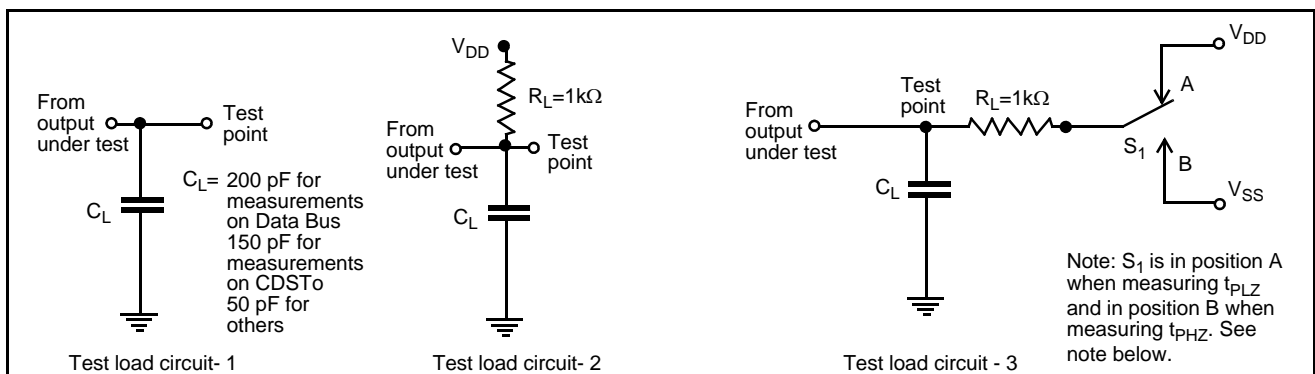 From
output
under test
Test
point
C_L= 200 pF for
measurements
on Data Bus
150 pF for
measurements
on CDSTo
50 pF for
others
C_L
Test load circuit- 1
V_DD
R_L=1kΩ
From
output
under test
Test
point
C_L
Test load circuit- 2
From
output
under test
Test
point
R_L=1kΩ
C_L
V_DD
A
S_1
B
V_SS
Note: S_1 is in position A
when measuring t_PLZ
and in position B when
measuring t_PHZ. See
note below.
Test load circuit - 3